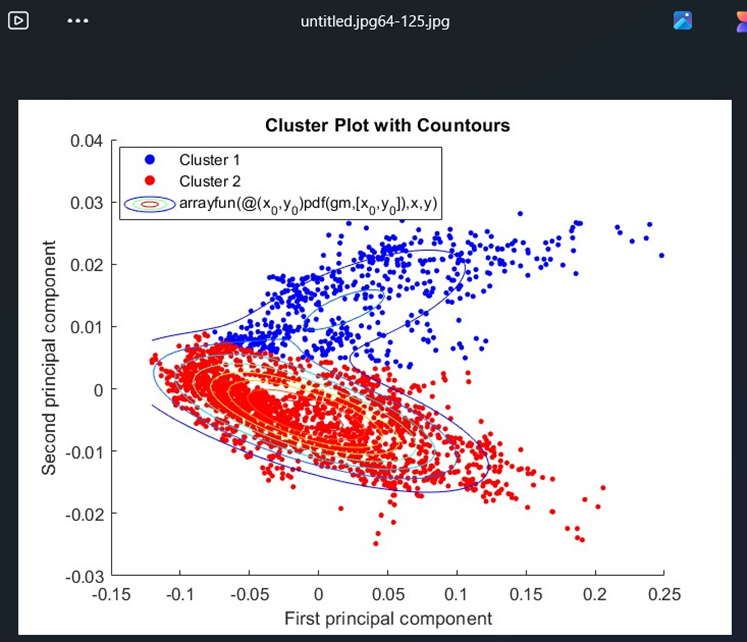 untitled.jpg64-125.jpg
Cluster Plot with Countours
0.04
Cluster 1
Cluster 2
arrayfun(@(x0,y0)pdf(gm,[x0,y0]),x,y)
0.03
0.02
0.01
0
-0.01
-0.02
-0.03
Second principal component
-0.15 -0.1 -0.05 0 0.05 0.1 0.15 0.2 0.25
First principal component